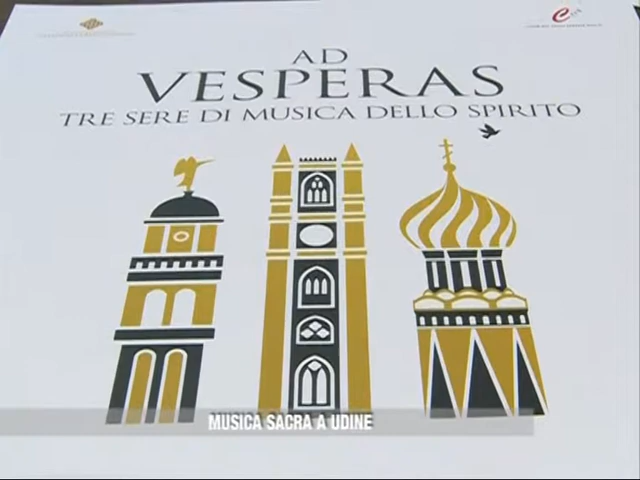 AD
VESPERAS
TRE SERE DI MUSICA DELLO SPIRITO
MUSICA SACRA A UDINE